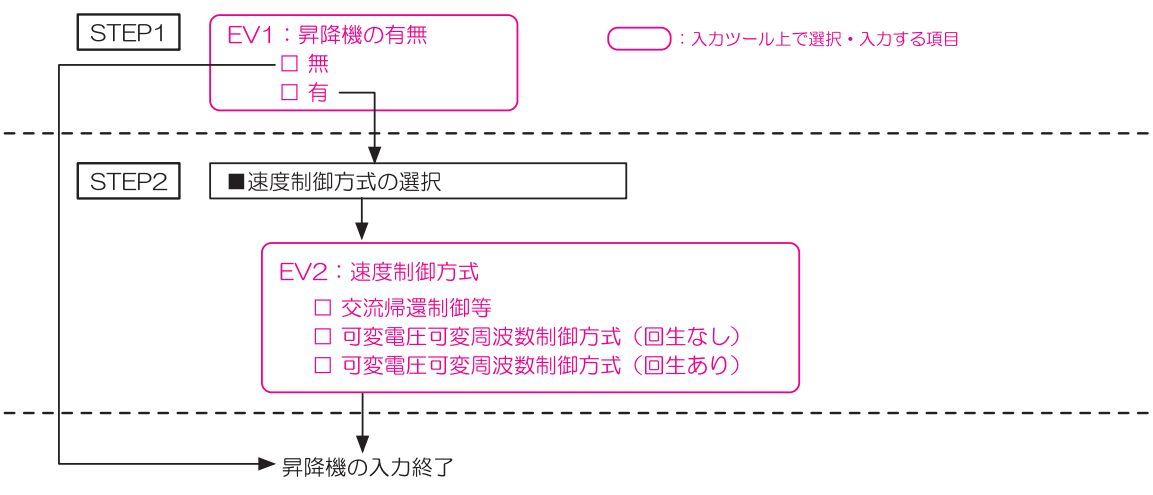 STEP1
EV1：昇降機の有無
□ 無
□ 有
：入力ツール上で選択・入力する項目
STEP2
■速度制御方式の選択
EV2：速度制御方式
□ 交流帰還制御等
□ 可変電圧可変周波数制御方式（回生なし）
□ 可変電圧可変周波数制御方式（回生あり）
昇降機の入力終了